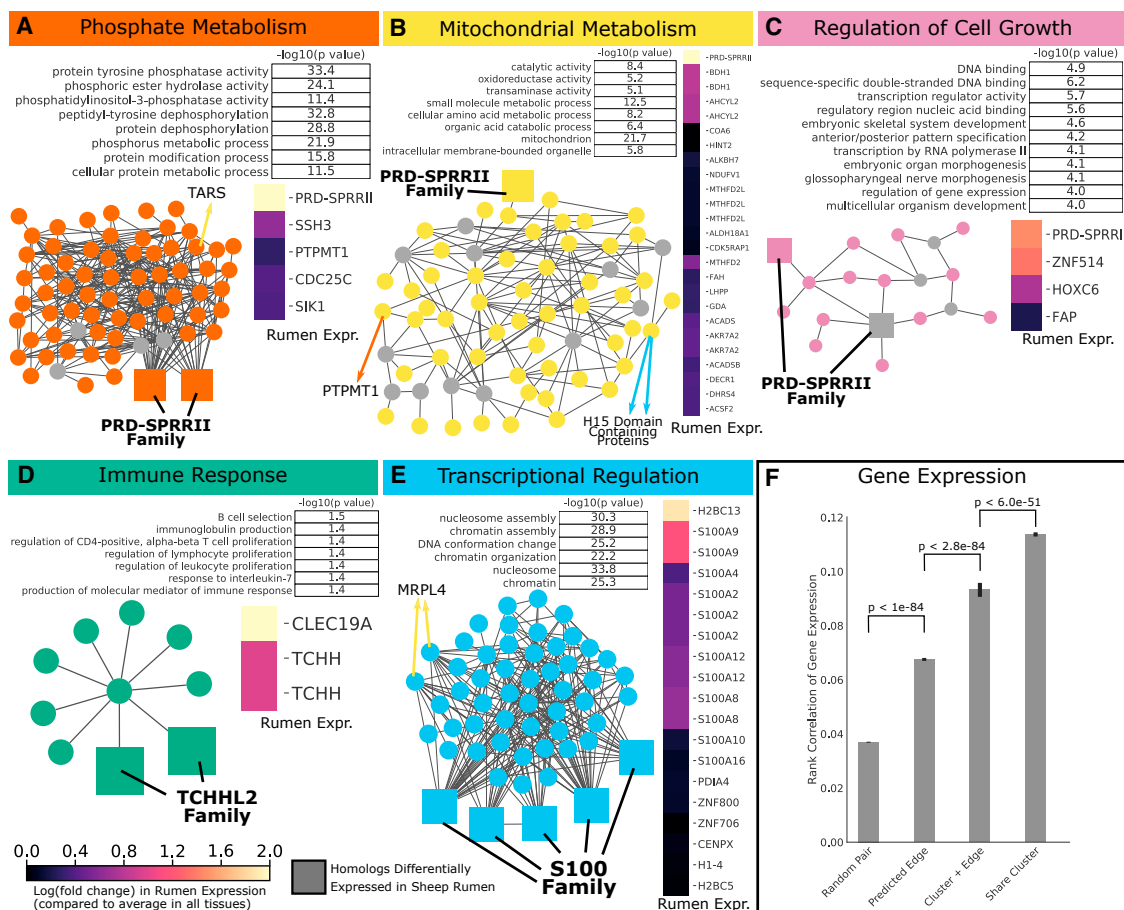 A Phosphate Metabolism
-log10(p value)
protein tyrosine phosphatase activity 33.4
phosphoric ester hydrolase activity 24.1
phosphatidylinositol-3-phosphatase activity 11.4
peptidyl-tyrosine dephosphorylation 32.8
protein dephosphorylation 28.8
phosphorus metabolic process 21.9
protein modification process 15.8
cellular protein metabolic process 11.5
TARS
PRD-SPRRII
SSH3
PTPMT1
CDC25C
SIK1
Rumen Expr.
PRD-SPRRII
Family
B Mitochondrial Metabolism
-log10(p value)
catalytic activity 8.4
oxidoreductase activity 5.2
transaminase activity 5.1
small molecule metabolic process 12.5
cellular amino acid metabolic process 8.2
organic acid catabolic process 6.4
mitochondrion 21.7
intracellular membrane-bounded organelle 5.8
PRD-SPRRII
Family
PTPMT1
H15 Domain
Containing
Proteins
PRD-SPRRII
BDH1
BDH1
AHCYL2
AHCYL2
COA6
HINT2
ALKBH7
NDUFV1
MTHFD2L
MTHFD2L
MTHFD2L
ALDH18A1
CDK5RAP1
MTHFD2
FAH
LHPP
GDA
ACADS
AKR7A2
AKR7A2
ACADSB
DECR1
DHRS4
ACSF2
Rumen Expr.
C Regulation of Cell Growth
-log10(p value)
DNA binding 4.9
sequence-specific double-stranded DNA binding 6.2
transcription regulator activity 5.7
regulatory region nucleic acid binding 5.6
embryonic skeletal system development 4.6
anterior/posterior pattern specification 4.2
transcription by RNA polymerase II 4.1
embryonic organ morphogenesis 4.1
glossopharyngeal nerve morphogenesis 4.1
regulation of gene expression 4.0
multicellular organism development 4.0
PRD-SPRRI
ZNF514
HOXC6
FAP
Rumen Expr.
PRD-SPRRII
Family
D Immune Response
-log10(p value)
B cell selection 1.5
immunoglobulin production 1.4
regulation of CD4-positive, alpha-beta T cell proliferation 1.4
regulation of lymphocyte proliferation 1.4
regulation of leukocyte proliferation 1.4
response to interleukin-7 1.4
production of molecular mediator of immune response 1.4
CLEC19A
TCHH
TCHH
Rumen Expr.
TCHHL2
Family
0.0 0.4 0.8 1.2 1.6 2.0
Log(fold change) in Rumen Expression
(compared to average in all tissues)
Homologs Differentially
Expressed in Sheep Rumen
E Transcriptional Regulation
-log10(p value)
nucleosome assembly 30.3
chromatin assembly 28.9
DNA conformation change 25.2
chromatin organization 22.2
nucleosome 33.8
chromatin 25.3
MRPL4
S100
Family
H2BC13
S100A9
S100A9
S100A4
S100A2
S100A2
S100A2
S100A12
S100A12
S100A8
S100A8
S100A10
S100A16
PDIA4
ZNF800
ZNF706
CENPX
H1-4
H2BC5
Rumen Expr.
F Gene Expression
Rank Correlation of Gene Expression
0.12
0.10
0.08
0.06
0.04
0.02
0.00
p < 1e-84
p < 2.8e-84
p < 6.0e-51
Random Pair
Predicted Edge
Cluster + Edge
Share Cluster